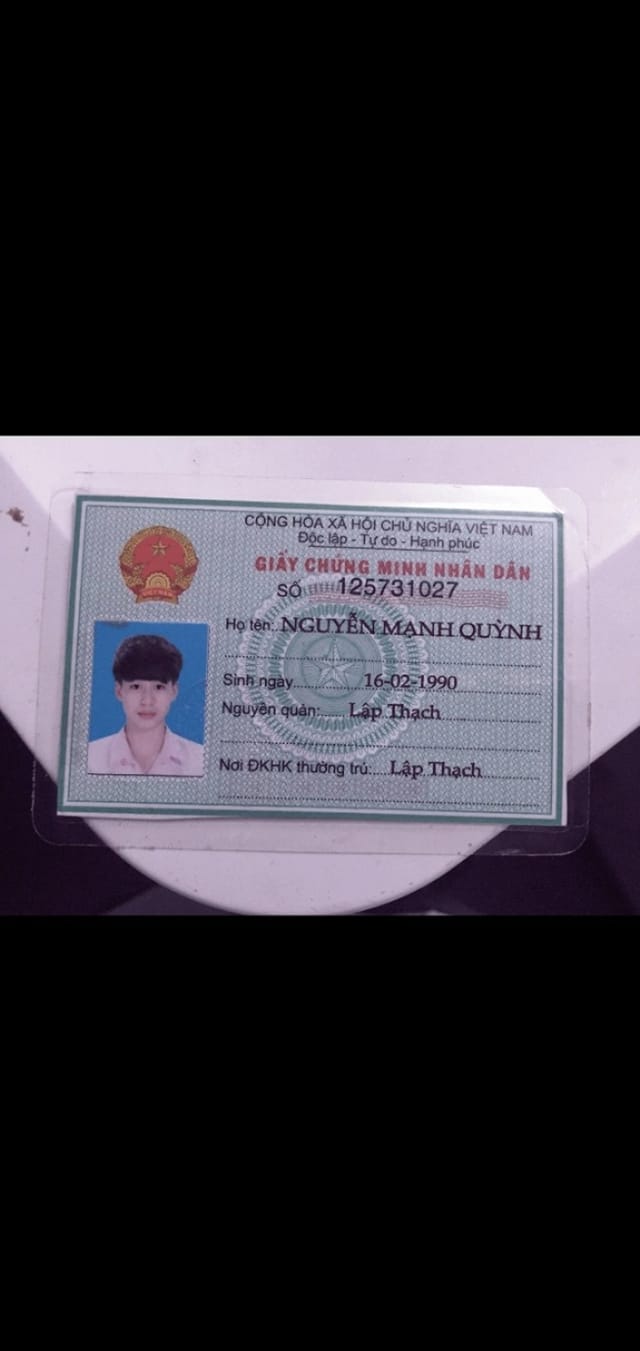 CỘNG HÒA XÃ HỘI CHỦ NGHĨA VIỆT NAM
Độc lập - Tự do - Hạnh phúc
GIẤY CHỨNG MINH NHÂN DÂN
SỐ 125731027
Họ tên: NGUYỄN MẠNH QUỲNH
Sinh ngày 16-02-1990
Nguyên quán: Lập Thạch
Nơi ĐKHK thường trú: Lập Thạch
VIỆT NAM